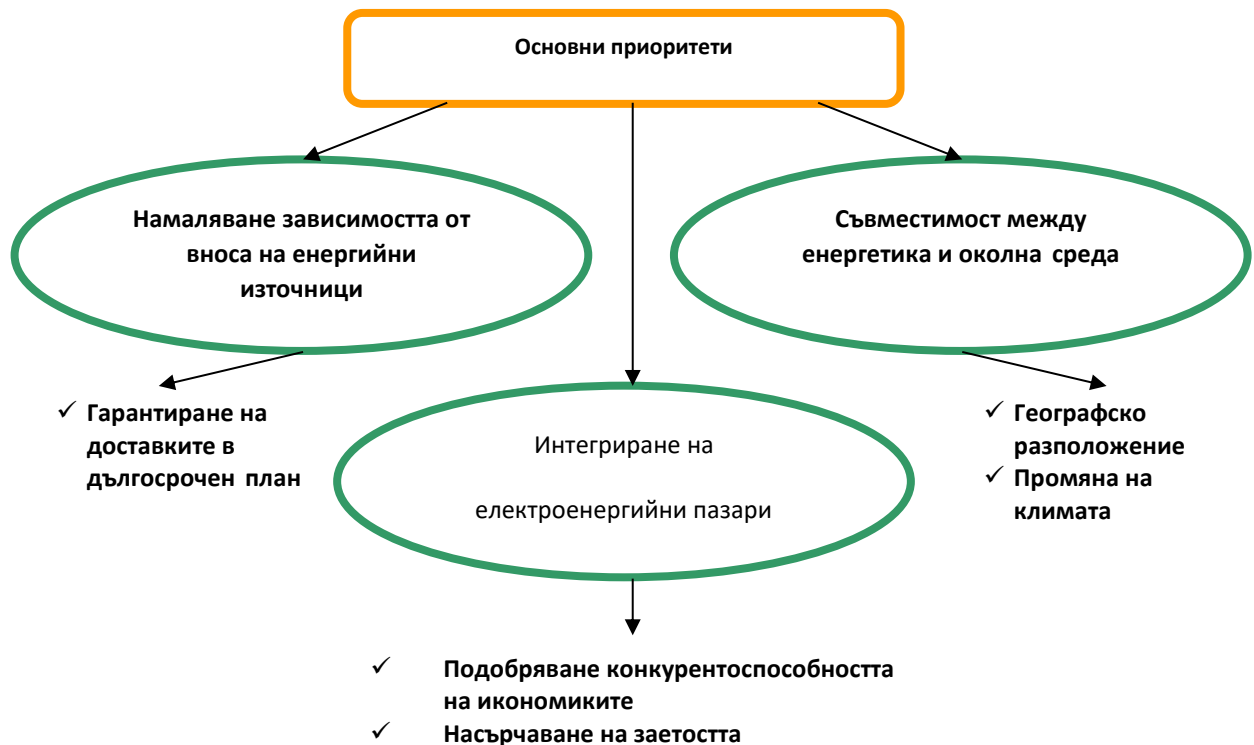 Основни приоритети
Намаляване зависимостта от
вноса на енергийни
източници
Съвместимост между
енергетика и околна среда
✓ Гарантиране на
доставките в
дългосрочен план
Интегриране на
електроенергийни пазари
✓ Географско
разположение
✓ Промяна на
климата
✓ Подобряване конкурентоспособността
на икономиките
✓ Насърчаване на заетостта